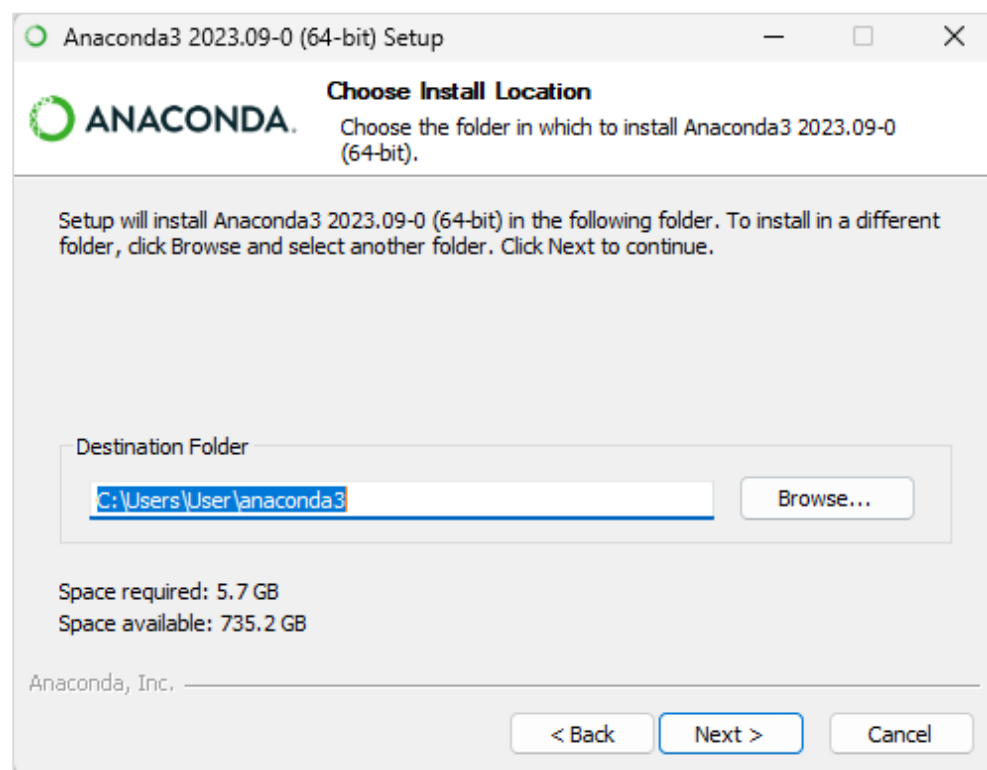 Anaconda3 2023.09-0 (64-bit) Setup
ANACONDA.
Choose Install Location
Choose the folder in which to install Anaconda3 2023.09-0
(64-bit).
Setup will install Anaconda3 2023.09-0 (64-bit) in the following folder. To install in a different
folder, click Browse and select another folder. Click Next to continue.
Destination Folder
C:\Users\User\anaconda3
Browse...
Space required: 5.7 GB
Space available: 735.2 GB
Anaconda, Inc.
< Back
Next >
Cancel